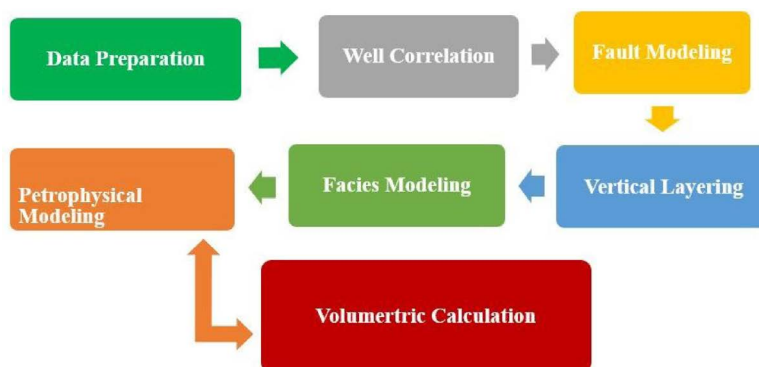 Data Preparation
Well Correlation
Fault Modeling
Vertical Layering
Facies Modeling
Petrophysical
Modeling
Volumertric Calculation